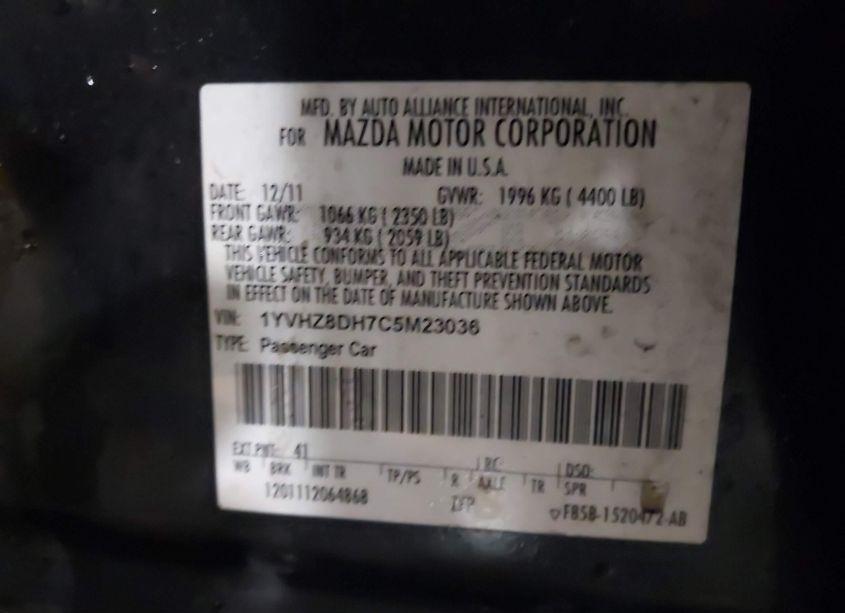 MFD. BY AUTO ALLIANCE INTERNATIONAL, INC.
FOR MAZDA MOTOR CORPORATION
MADE IN U.S.A.
DATE: 12/11 GVWR: 1996 KG ( 4400 LB)
FRONT GAWR: 1066 KG ( 2350 LB)
REAR GAWR: 934 KG ( 2059 LB)
THIS VEHICLE CONFORMS TO ALL APPLICABLE FEDERAL MOTOR
VEHICLE SAFETY, BUMPER, AND THEFT PREVENTION STANDARDS
IN EFFECT ON THE DATE OF MANUFACTURE SHOWN ABOVE.
VIN: 1YVHZ8DH7C5M23036
TYPE: Passenger Car
EXT PNT: 41 RC: DSO:
WB BRK INT TR TP/PS R AXLE TR SPR
1201112064868
F85B-1520472-AB